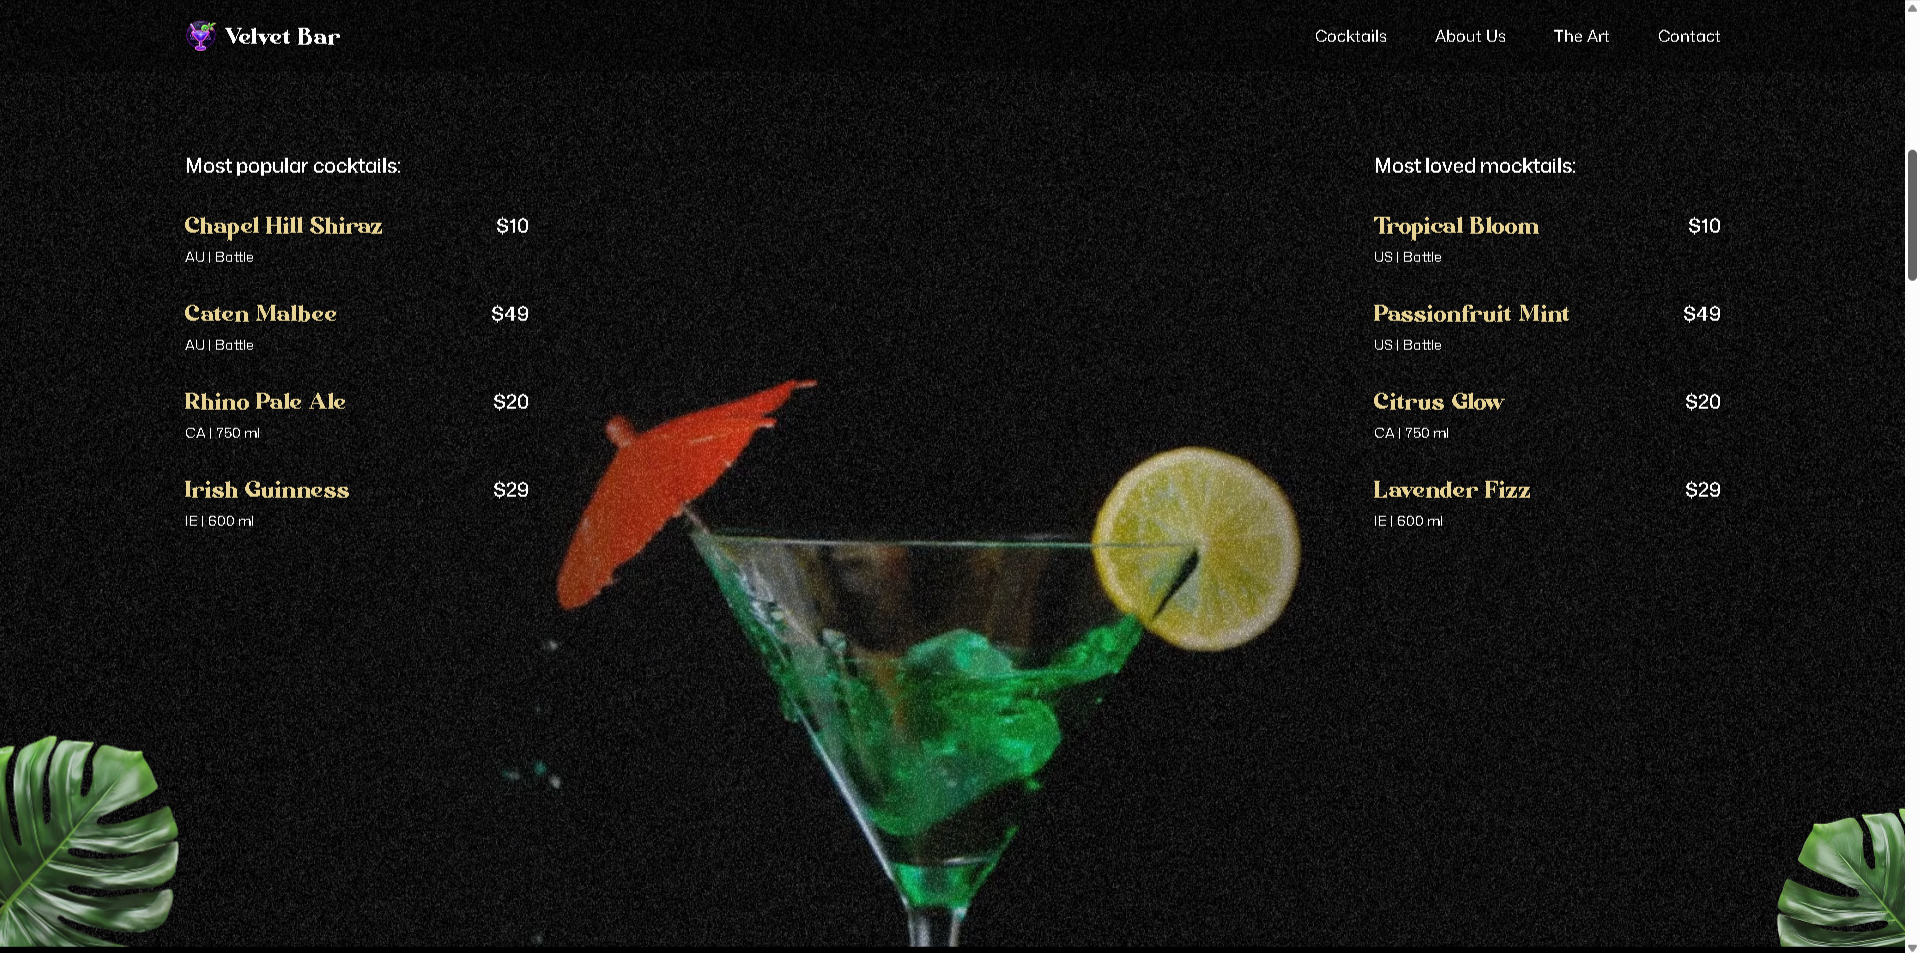 Velvet Bar
Cocktails
About Us
The Art
Contact
Most popular cocktails:
Chapel Hill Shiraz $10
AU | Battle
Caten Malbee $49
AU | Battle
Rhino Pale Ale $20
CA | 750 ml
Irish Guinness $29
IE | 600 ml
Most loved mocktails:
Tropical Bloom $10
US | Battle
Passionfruit Mint $49
US | Battle
Citrus Glow $20
CA | 750 ml
Lavender Fizz $29
IE | 600 ml